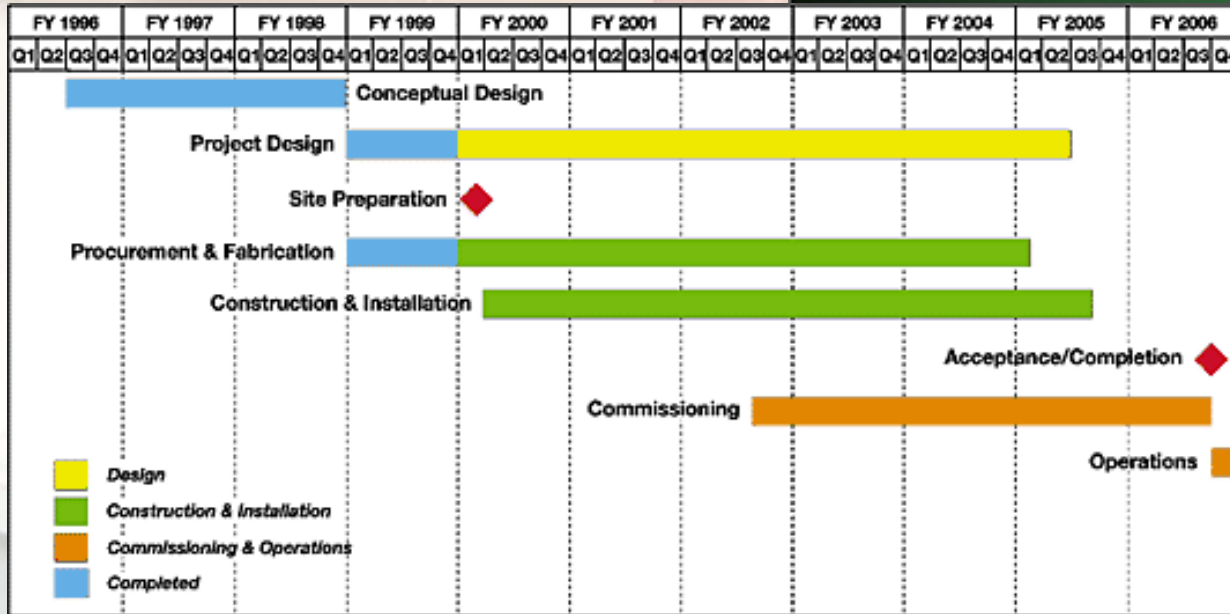 FY 1996 FY 1997 FY 1998 FY 1999 FY 2000 FY 2001 FY 2002 FY 2003 FY 2004 FY 2005 FY 2006
Q1 Q2 Q3 Q4 Q1 Q2 Q3 Q4 Q1 Q2 Q3 Q4 Q1 Q2 Q3 Q4 Q1 Q2 Q3 Q4 Q1 Q2 Q3 Q4 Q1 Q2 Q3 Q4 Q1 Q2 Q3 Q4 Q1 Q2 Q3 Q4 Q1 Q2 Q3 Q4 Q1 Q2 Q3 Q4
Conceptual Design
Project Design
Site Preparation
Procurement & Fabrication
Construction & Installation
Acceptance/Completion
Commissioning
Operations
Design
Construction & Installation
Commissioning & Operations
Completed